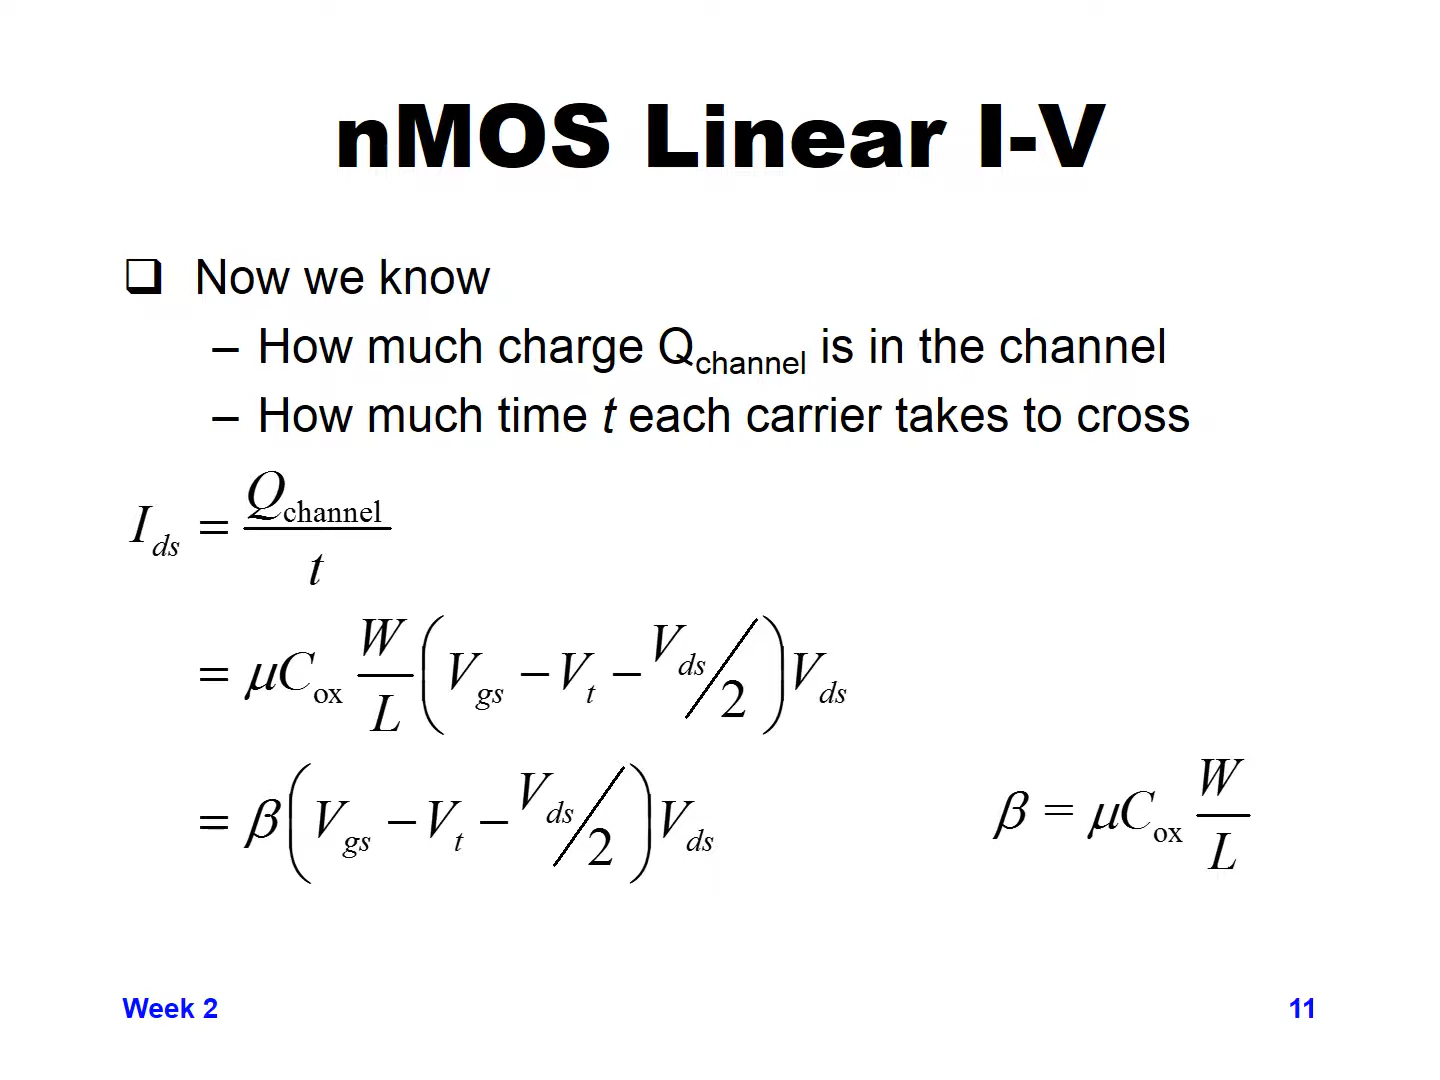 nMOS Linear I-V
❑ Now we know
– How much charge Q_channel is in the channel
– How much time t each carrier takes to cross
I_ds = Q_channel / t
= μC_ox W/L (V_gs − V_t − V_ds/2) V_ds
= β (V_gs − V_t − V_ds/2) V_ds
β = μC_ox W/L
Week 2
11